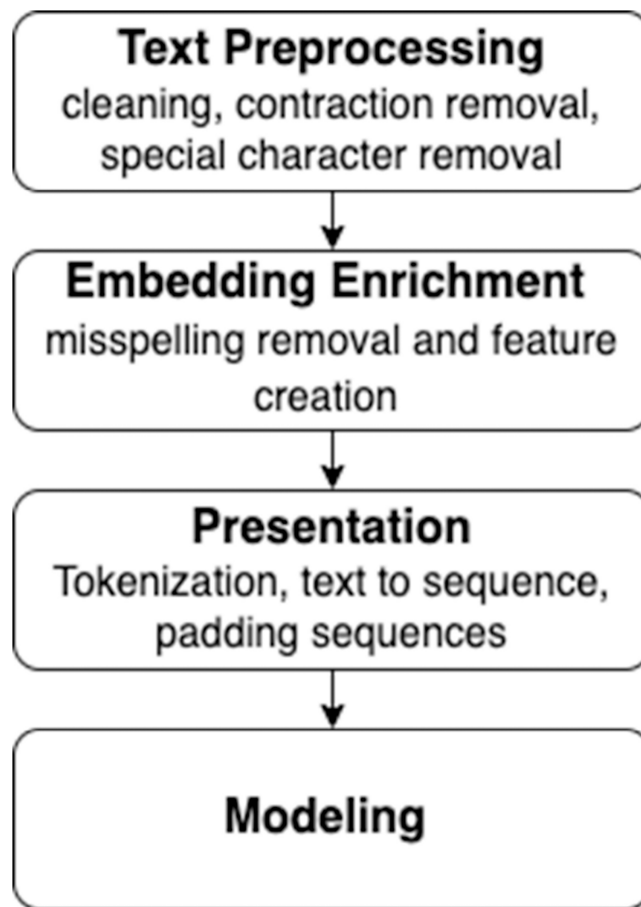 Text Preprocessing
cleaning, contraction removal,
special character removal
Embedding Enrichment
misspelling removal and feature
creation
Presentation
Tokenization, text to sequence,
padding sequences
Modeling